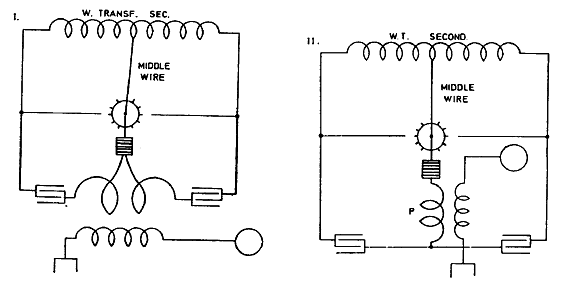 I.
W. TRANSF. SEC.
MIDDLE
WIRE
II.
W.T. SECOND.
MIDDLE
WIRE
P